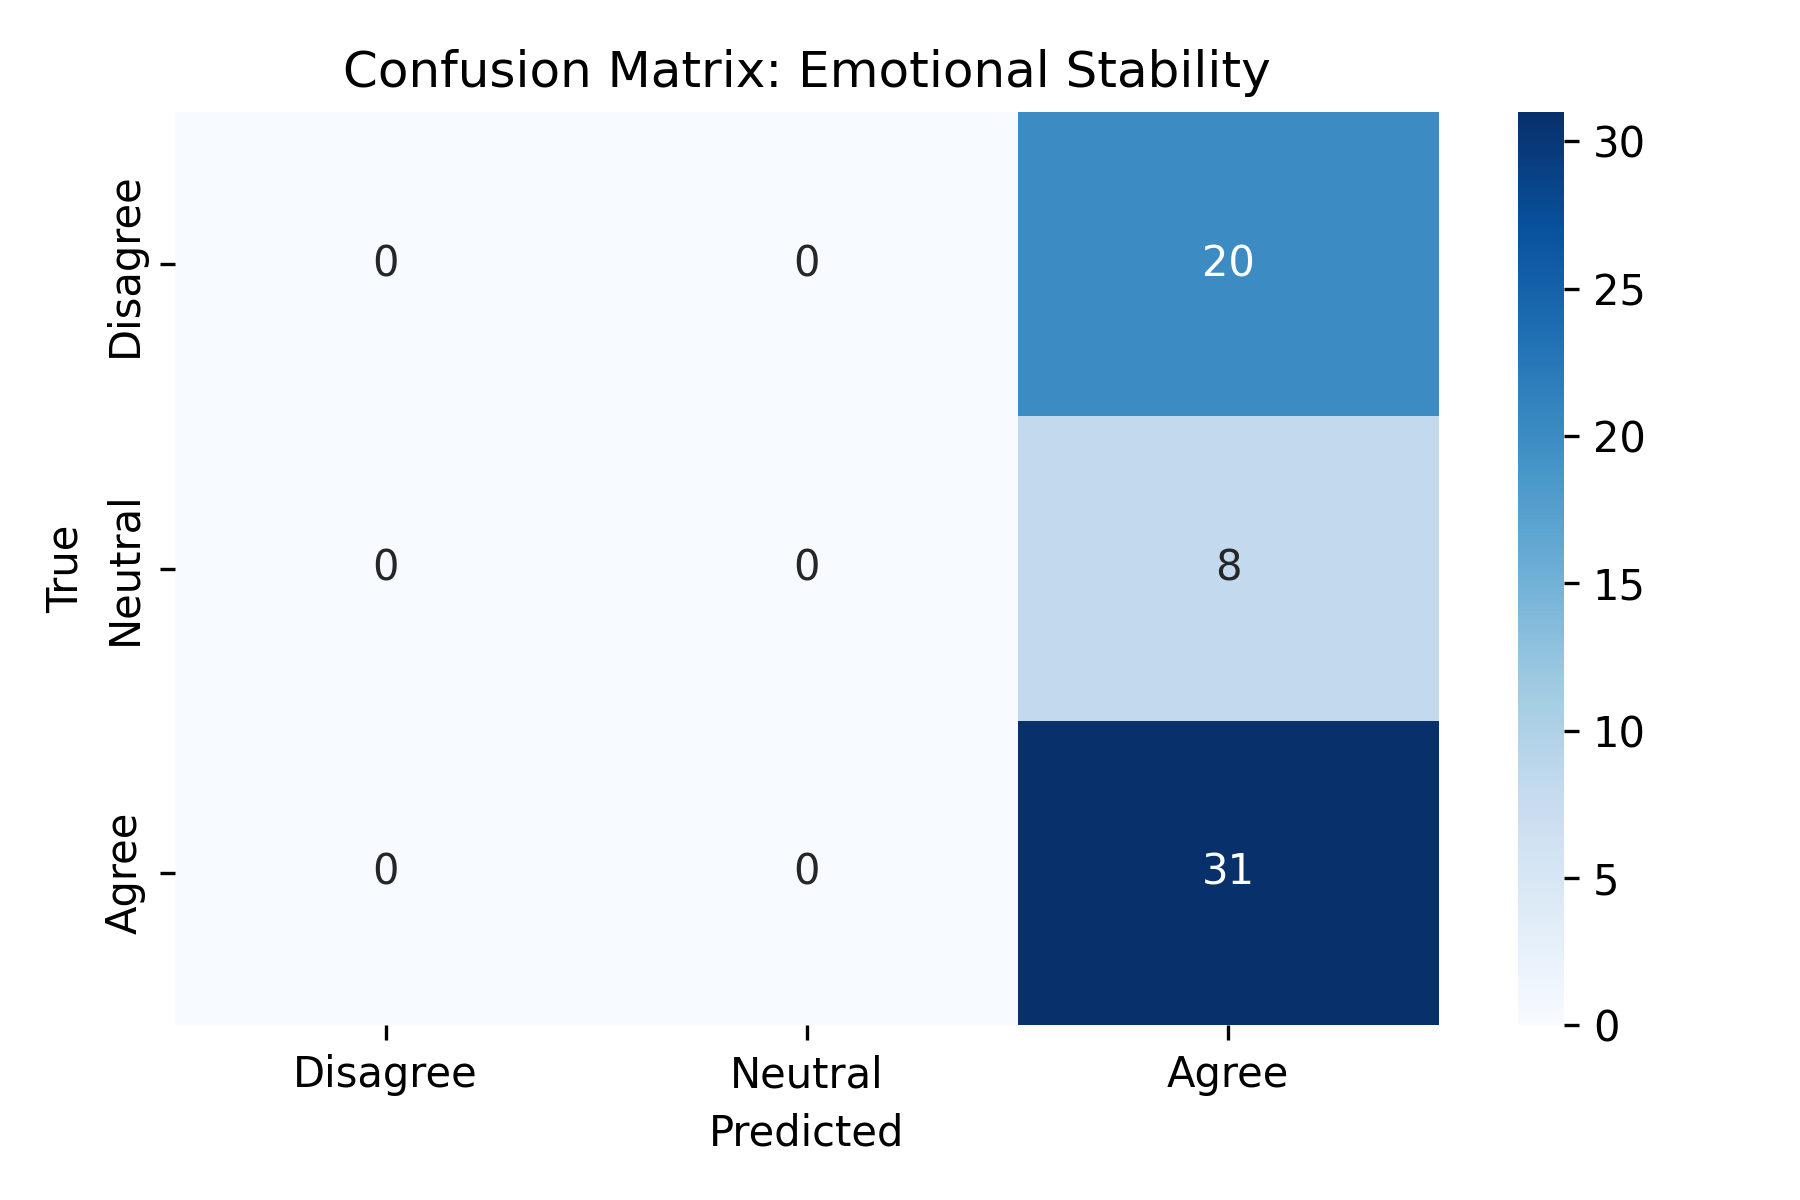 Confusion Matrix: Emotional Stability
True
Disagree
Neutral
Agree
0 0 20
0 0 8
0 0 31
Disagree Neutral Agree
Predicted
30
25
20
15
10
5
0